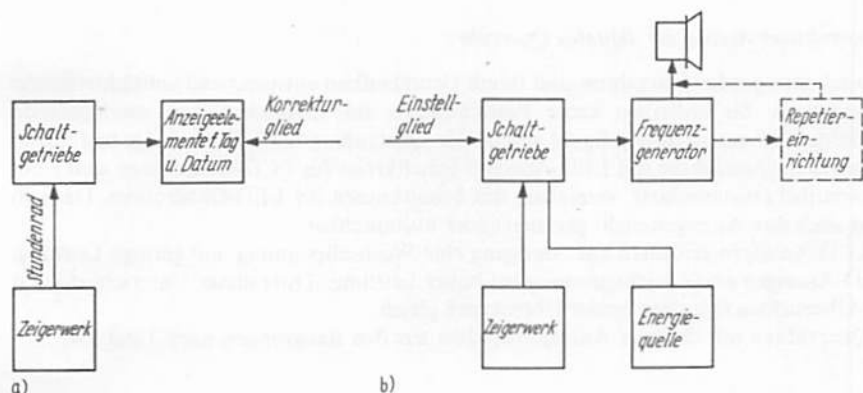 Schalt-
getriebe
Stundenrad
Zeigerwerk
a)
Anzeigeele-
mente f. Tag
u. Datum
Korrektur-
glied
Einstell-
glied
b)
Schalt-
getriebe
Zeigerwerk
Frequenz-
generator
Energie-
quelle
Repetier-
ein-
richtung